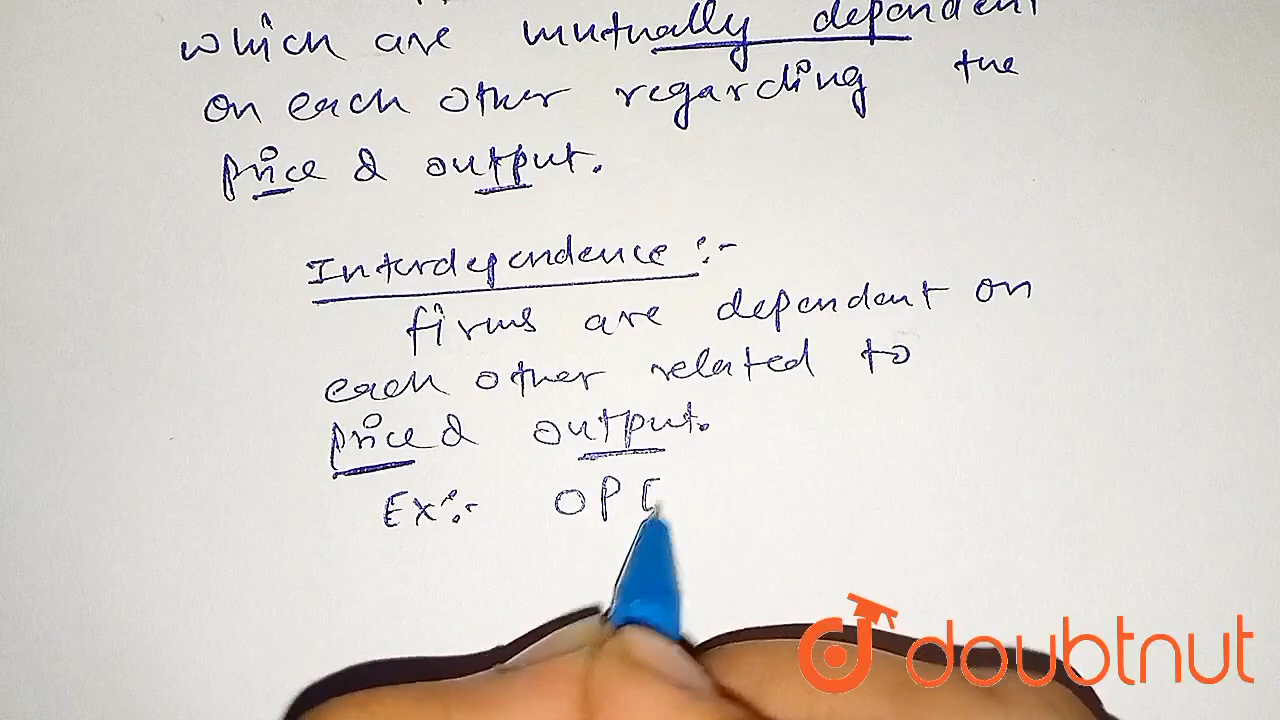 which are mutually dependent
on each other regarding the
price & output.
Interdependence :-
firms are dependent on
each other related to
price & output.
Ex:- OPE
doubtnut